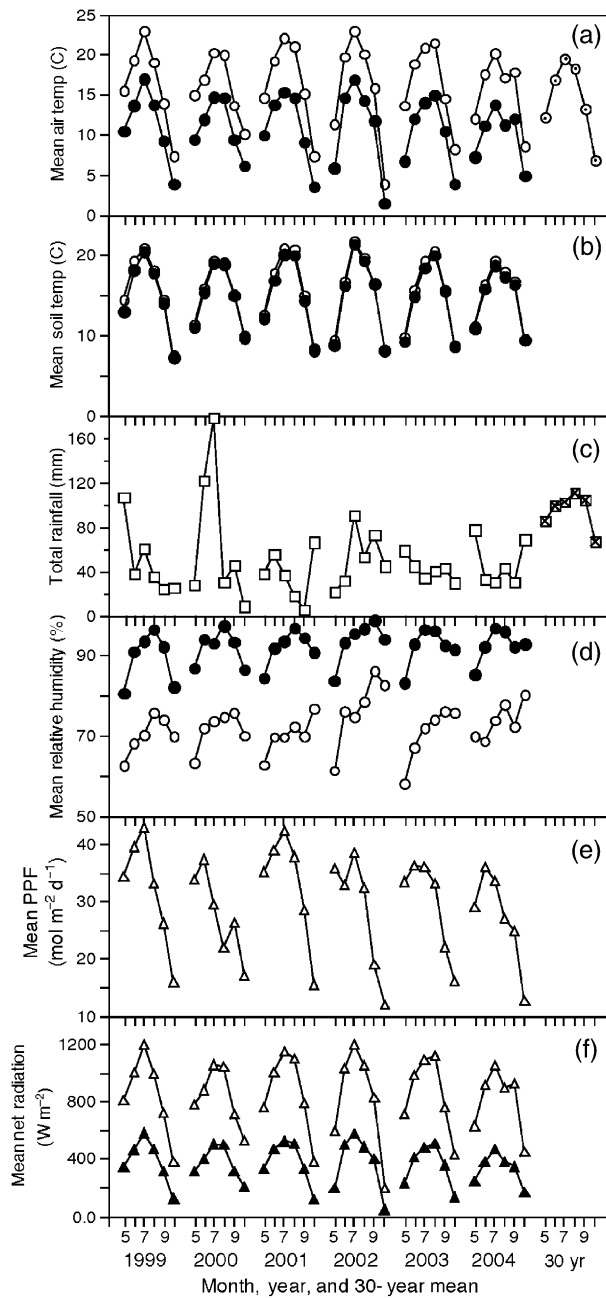 (a)
Mean air temp (C)
25
20
15
10
5
0
(b)
Mean soil temp (C)
20
10
0
(c)
Total rainfall (mm)
160
120
80
40
0
(d)
Mean relative humidity (%)
90
70
50
(e)
Mean PPF
(mol m⁻² d⁻¹)
40
30
20
10
(f)
Mean net radiation
(W m⁻²)
1200
800
400
0.0
5 7 9 5 7 9 5 7 9 5 7 9 5 7 9 5 7 9 5 7 9
1999 2000 2001 2002 2003 2004 30 yr
Month, year, and 30- year mean